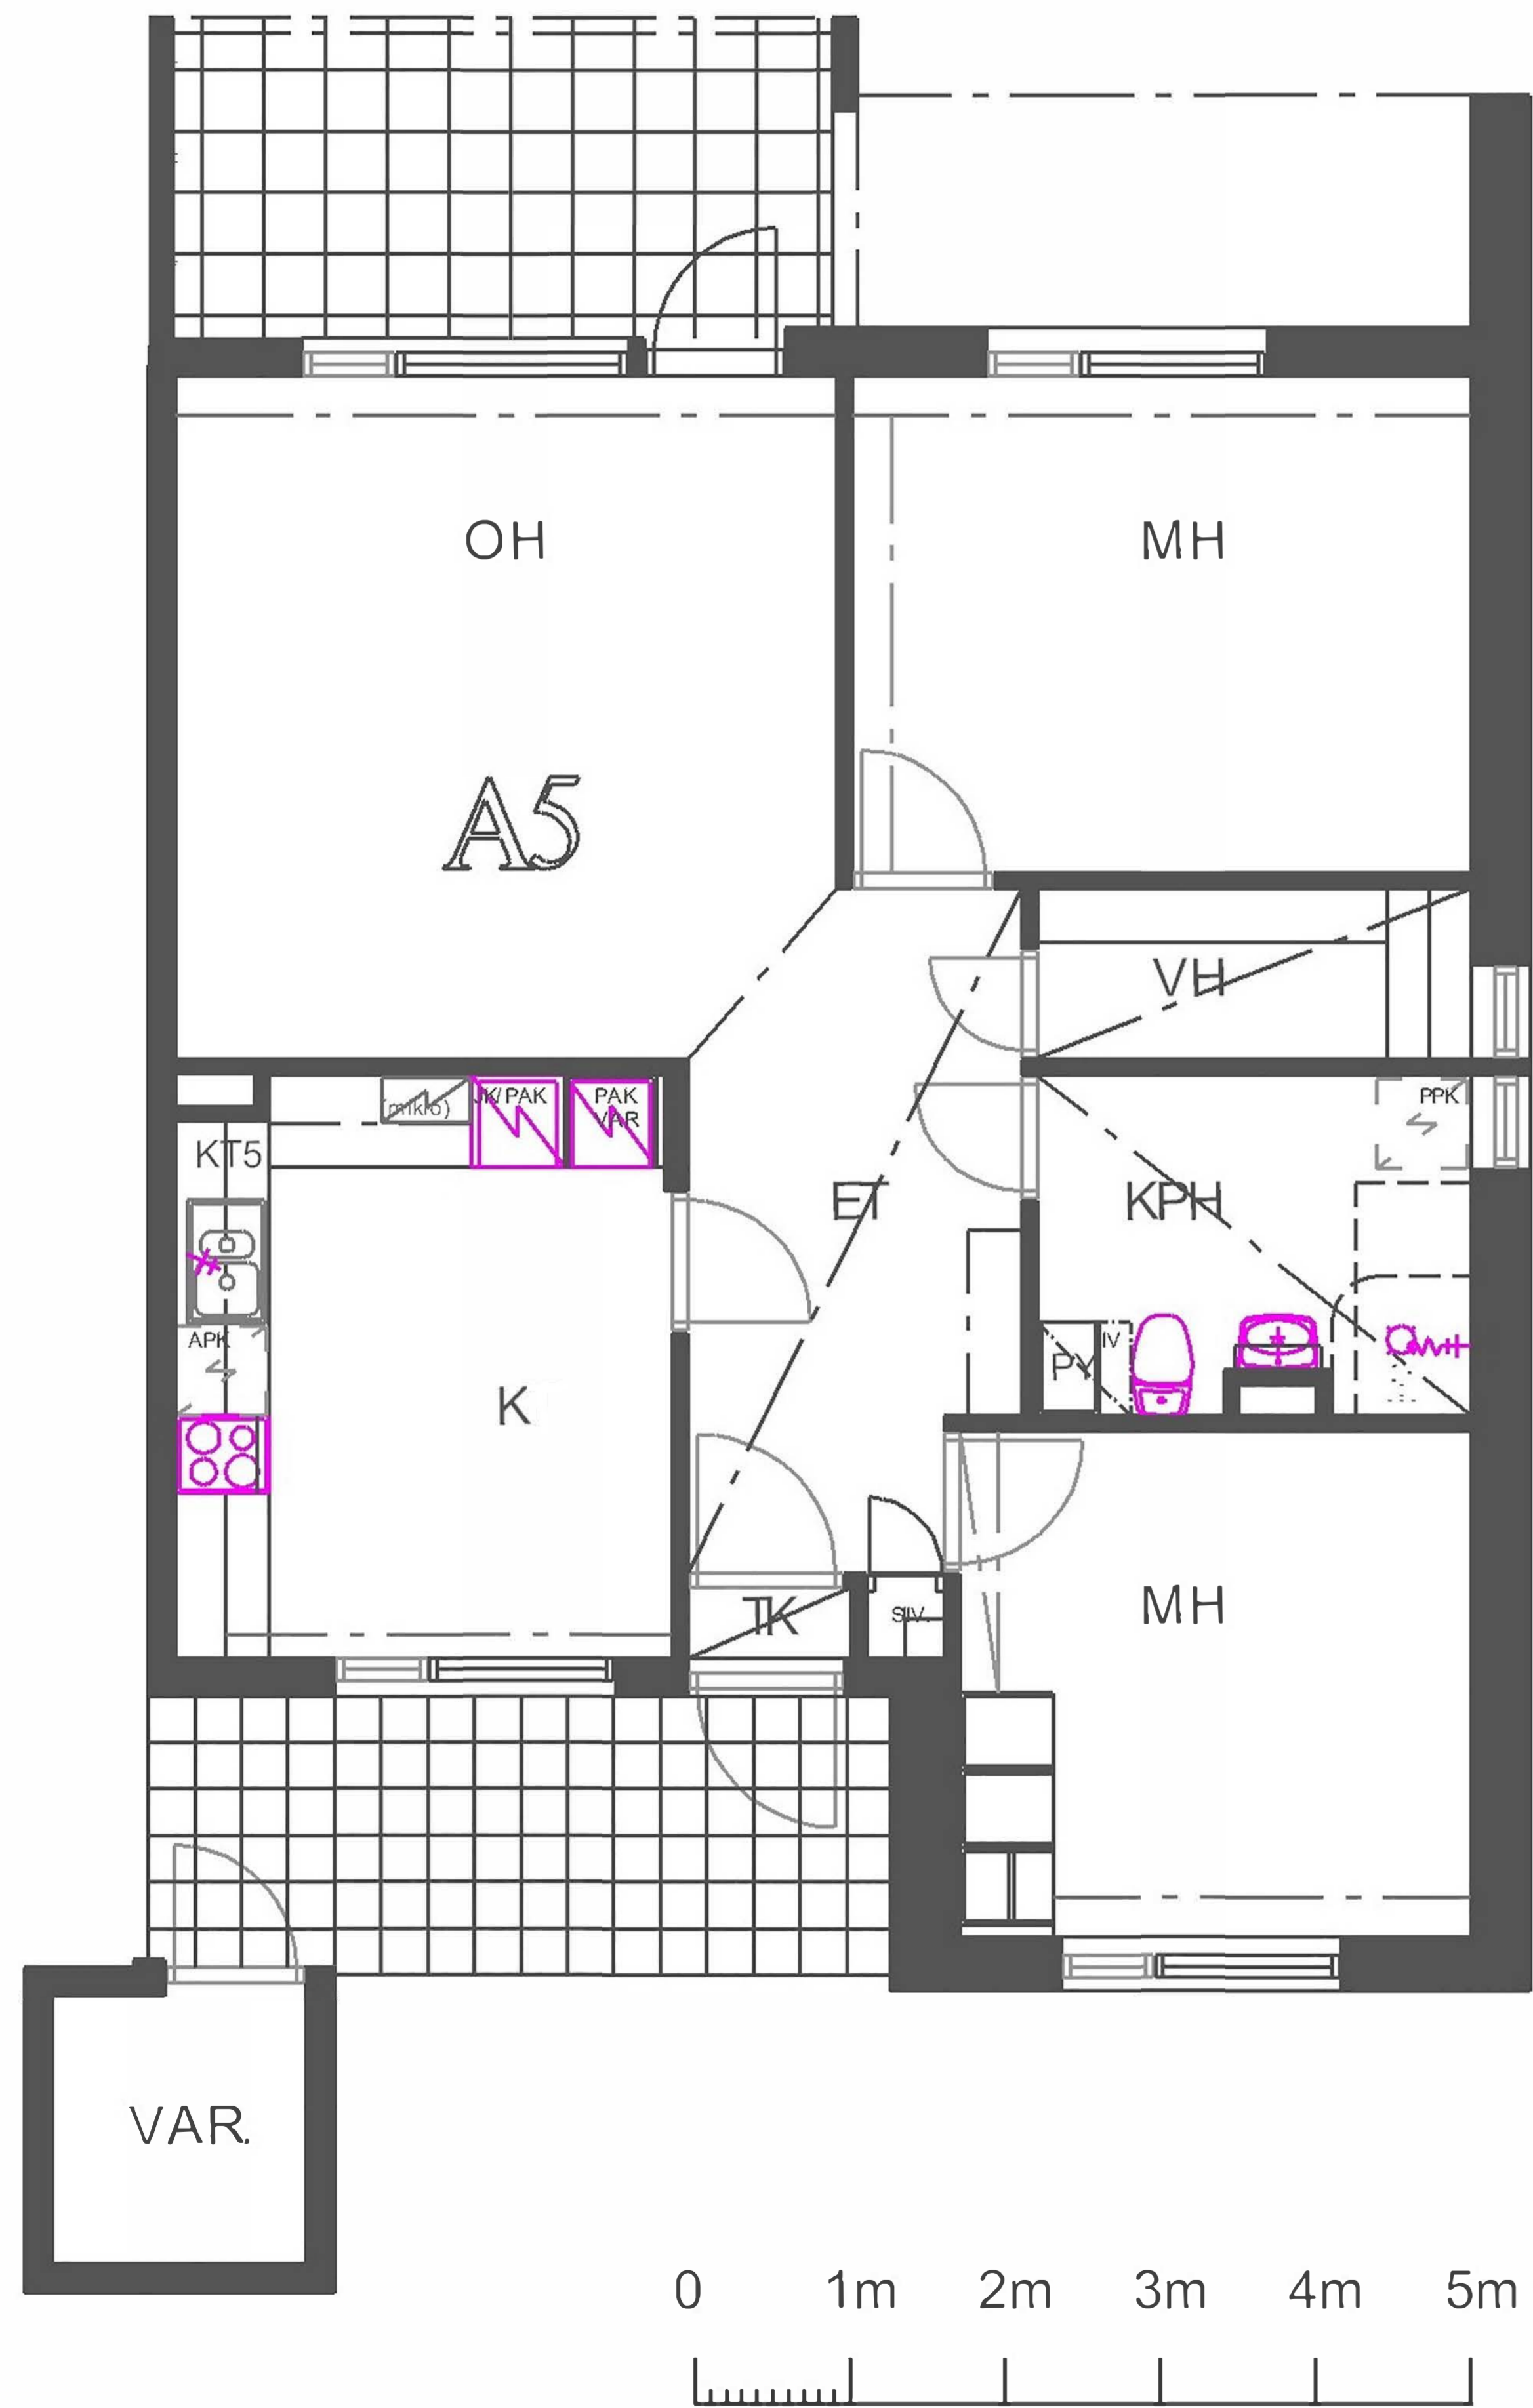 OH
MH
A5
VH
(mikro)
JK/PAK
PAK
VAR
PPK
KT5
ET
KPH
APK
PY
IV
K
TK
SIV.
MH
VAR.
0 1m 2m 3m 4m 5m